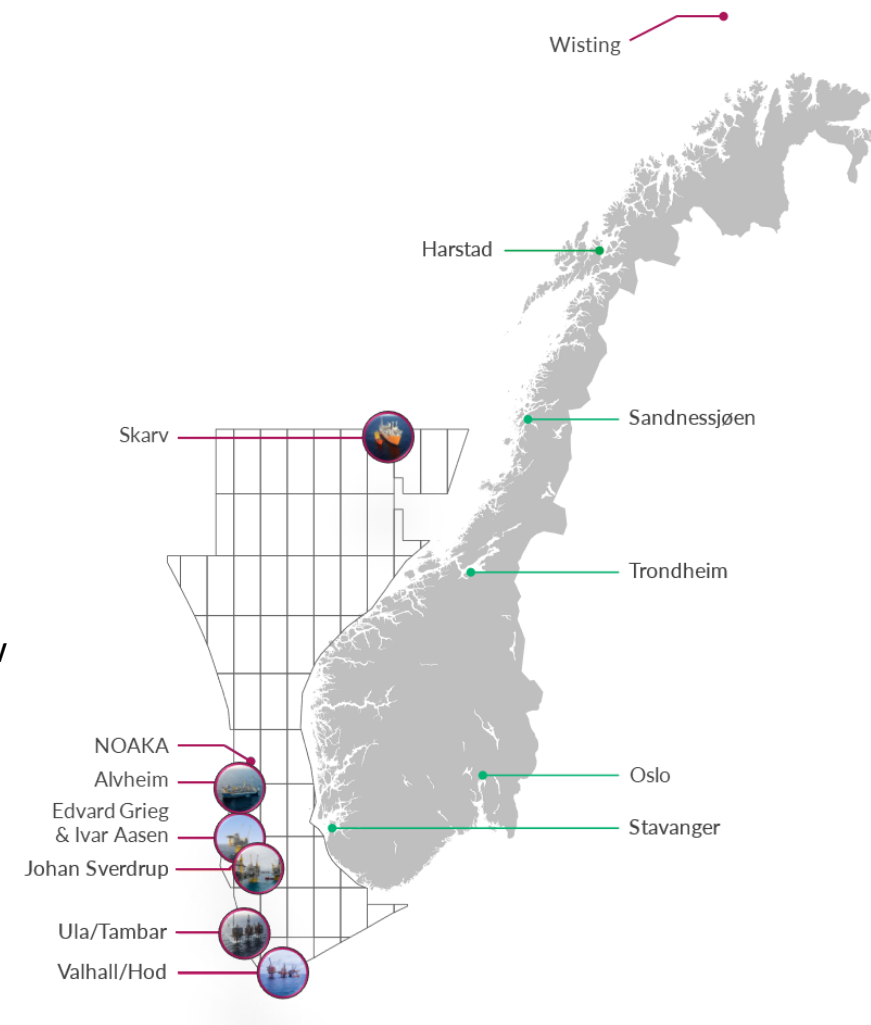 Wisting
Harstad
Skarv
Sandnessjøen
Trondheim
NOAKA
Alvheim
Oslo
Edvard Grieg
& Ivar Aasen
Stavanger
Johan Sverdrup
Ula/Tambar
Valhall/Hod